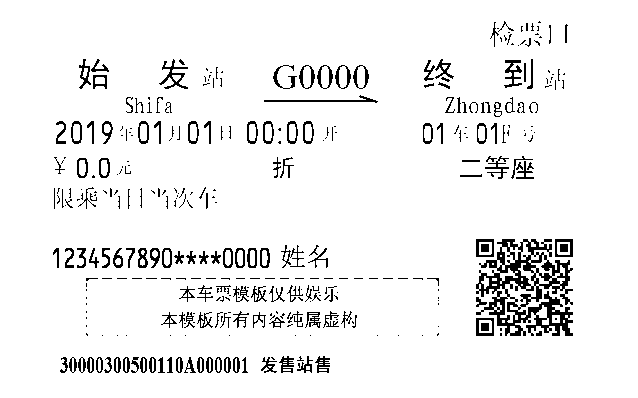 检票口
始 发 站 G0000 终 到 站
Shifa Zhongdao
2019年01月01日 00:00开 01车01F号
￥0.0元 折 二等座
限乘当日当次车
1234567890****0000 姓名
本车票模板仅供娱乐
本模板所有内容纯属虚构
30000300500110A000001 发售站售